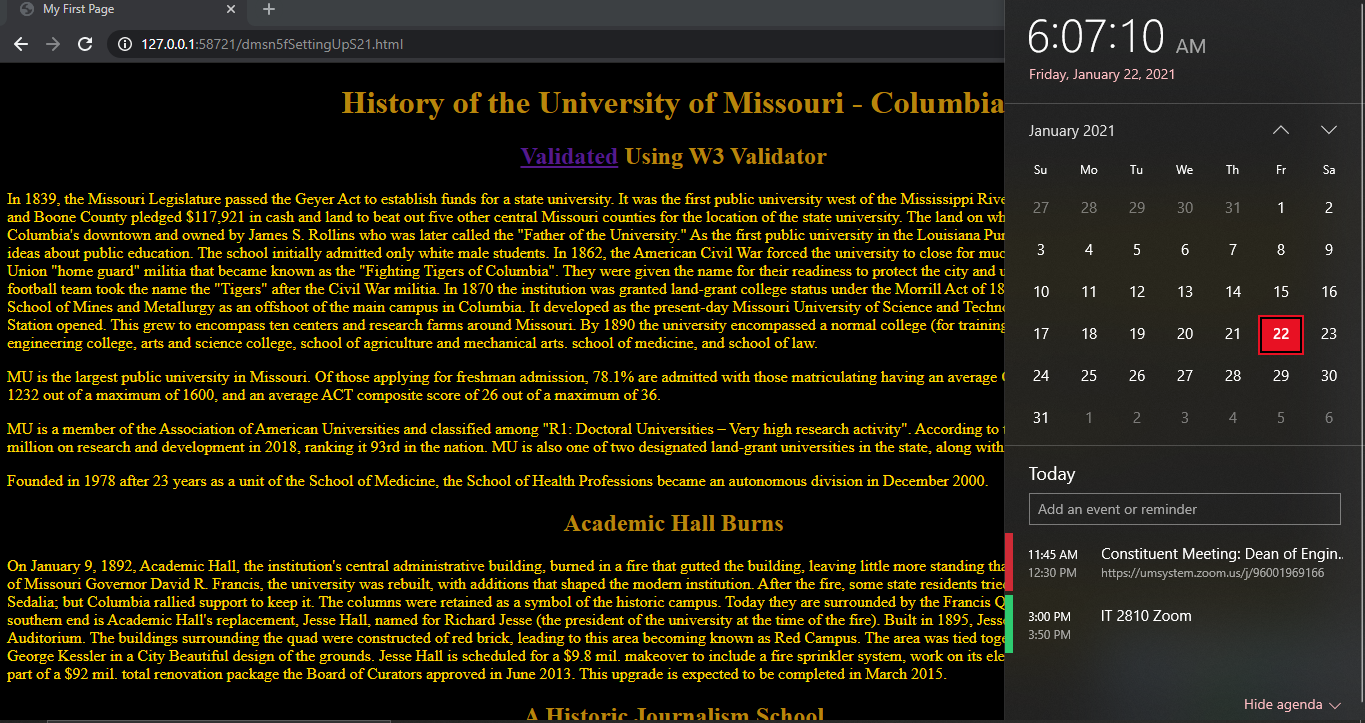 My First Page
127.0.0.1:58721/dmsn5fSettingUpS21.html
History of the University of Missouri - Columbia
Validated Using W3 Validator
In 1839, the Missouri Legislature passed the Geyer Act to establish funds for a state university. It was the first public university west of the Mississippi
and Boone County pledged $117,921 in cash and land to beat out five other central Missouri counties for the location of the state university. The land on
Columbia's downtown and owned by James S. Rollins who was later called the "Father of the University." As the first public university in the Louisiana
ideas about public education. The school initially admitted only white male students. In 1862, the American Civil War forced the university to close for
Union "home guard" militia that became known as the "Fighting Tigers of Columbia". They were given the name for their readiness to protect the city and
football team took the name the "Tigers" after the Civil War militia. In 1870 the institution was granted land-grant college status under the Morrill Act of
School of Mines and Metallurgy as an offshoot of the main campus in Columbia. It developed as the present-day Missouri University of Science and
Station opened. This grew to encompass ten centers and research farms around Missouri. By 1890 the university encompassed a normal college (for training
engineering college, arts and science college, school of agriculture and mechanical arts. school of medicine, and school of law.
MU is the largest public university in Missouri. Of those applying for freshman admission, 78.1% are admitted with those matriculating having an average
1232 out of a maximum of 1600, and an average ACT composite score of 26 out of a maximum of 36.
MU is a member of the Association of American Universities and classified among "R1: Doctoral Universities – Very high research activity". According to
million on research and development in 2018, ranking it 93rd in the nation. MU is also one of two designated land-grant universities in the state, along with
Founded in 1978 after 23 years as a unit of the School of Medicine, the School of Health Professions became an autonomous division in December 2000.
Academic Hall Burns
On January 9, 1892, Academic Hall, the institution's central administrative building, burned in a fire that gutted the building, leaving little more standing
of Missouri Governor David R. Francis, the university was rebuilt, with additions that shaped the modern institution. After the fire, some state residents
Sedalia; but Columbia rallied support to keep it. The columns were retained as a symbol of the historic campus. Today they are surrounded by the Francis
southern end is Academic Hall's replacement, Jesse Hall, named for Richard Jesse (the president of the university at the time of the fire). Built in 1895,
Auditorium. The buildings surrounding the quad were constructed of red brick, leading to this area becoming known as Red Campus. The area was tied
George Kessler in a City Beautiful design of the grounds. Jesse Hall is scheduled for a $9.8 mil. makeover to include a fire sprinkler system, work on its
part of a $92 mil. total renovation package the Board of Curators approved in June 2013. This upgrade is expected to be completed in March 2015.
A Historic Journalism School
6:07:10 AM
Friday, January 22, 2021
January 2021
Su Mo Tu We Th Fr Sa
27 28 29 30 31 1 2
3 4 5 6 7 8 9
10 11 12 13 14 15 16
17 18 19 20 21 22 23
24 25 26 27 28 29 30
31 1 2 3 4 5 6
Today
Add an event or reminder
11:45 AM Constituent Meeting: Dean of Engin..
12:30 PM https://umsystem.zoom.us/j/96001969166
3:00 PM IT 2810 Zoom
3:50 PM
Hide agenda